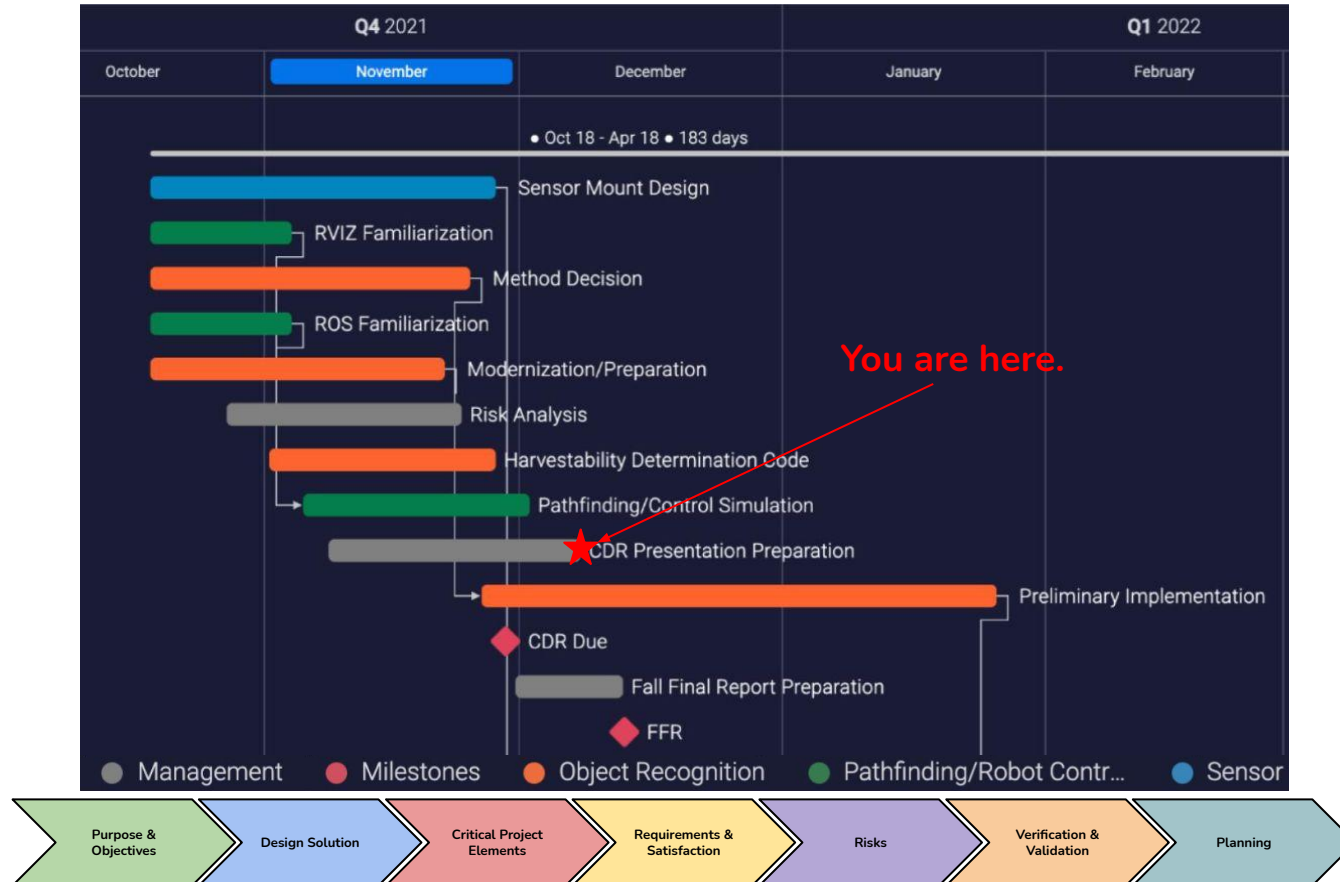 Q4 2021
Q1 2022
October
November
December
January
February
• Oct 18 - Apr 18 • 183 days
Sensor Mount Design
RVIZ Familiarization
Method Decision
ROS Familiarization
You are here.
Modernization/Preparation
Risk Analysis
Harvestability Determination Code
Pathfinding/Control Simulation
CDR Presentation Preparation
Preliminary Implementation
CDR Due
Fall Final Report Preparation
FFR
Management
Milestones
Object Recognition
Pathfinding/Robot Contr...
Sensor
Purpose &
Objectives
Design Solution
Critical Project
Elements
Requirements &
Satisfaction
Risks
Verification &
Validation
Planning